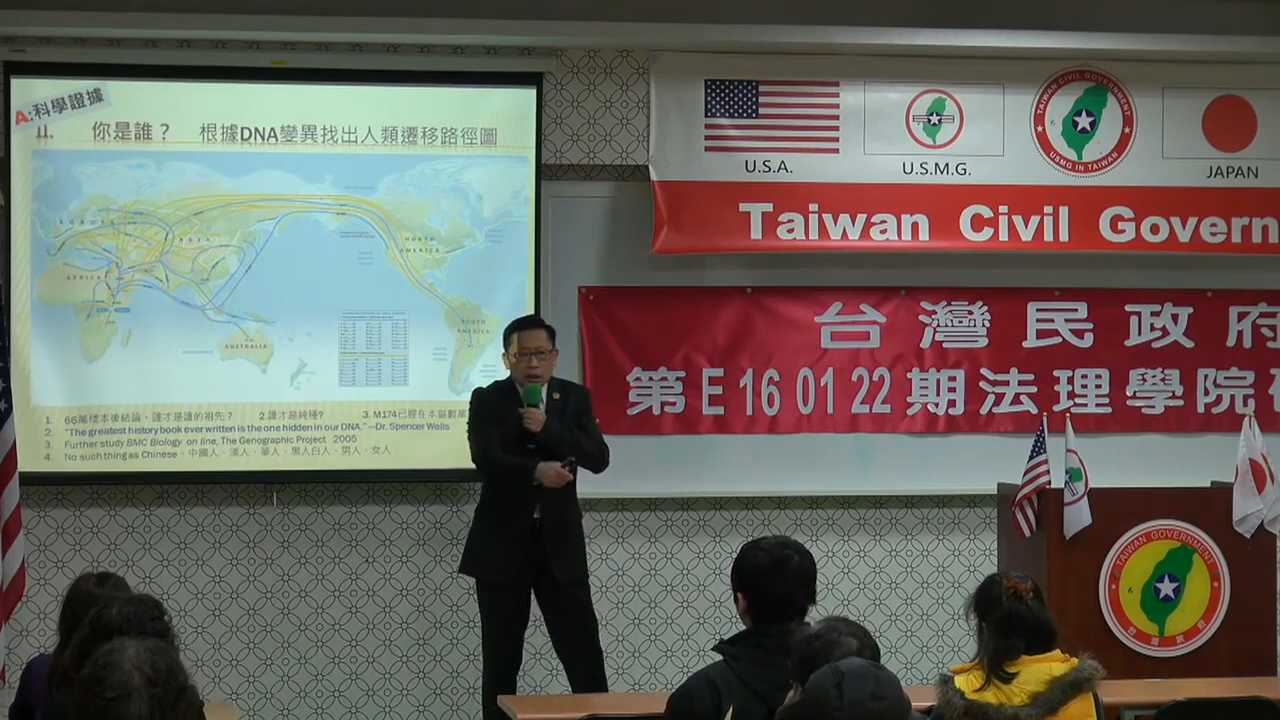 A:科學證據
II. 你是誰? 根據DNA變異找出人類遷移路徑圖
EUROPE
ASIA
AFRICA
NORTH AMERICA
SOUTH AMERICA
AUSTRALIA
1. 66萬樣本後結論,誰才是誰的祖先? 2.誰才是純種? 3. M174已經在本島數萬
2. "The greatest history book ever written is the one hidden in our DNA."—Dr. Spencer Wells
3. Further study BMC Biology on line, The Genographic Project 2005
4. No such thing as Chinese、中國人、漢人、華人、黑人白人、男人、女人
U.S.A.
U.S.M.G.
TAIWAN CIVIL GOVERNMENT
USMG IN TAIWAN
JAPAN
Taiwan Civil Govern
台灣民政府
第E 16 01 22 期法理學院研
TAIWAN GOVERNMENT
台灣政府